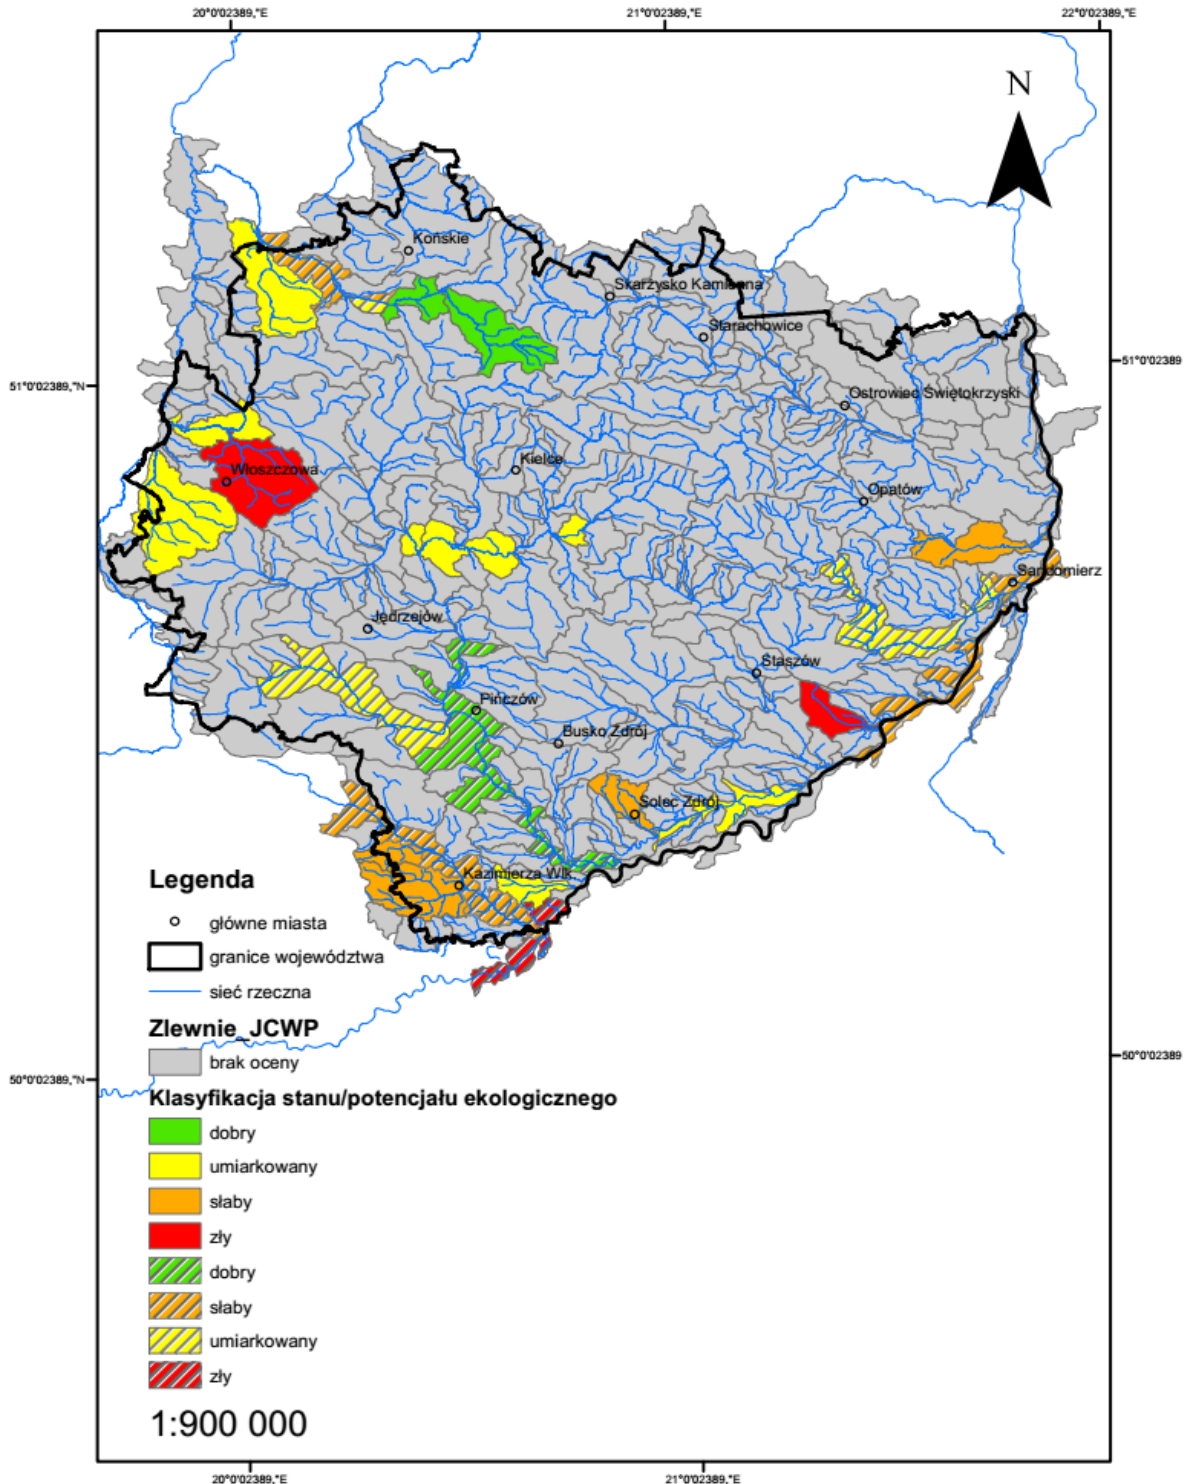 20°0'02389,"E
21°0'02389,"E
22°0'02389,"E
N
Końskie
Skarżysko Kamienna
Starachowice
51°0'02389
51°0'02389,"N
Ostrowiec Świętokrzyski
Kielce
Włoszczowa
Opatów
Sandomierz
Jędrzejów
Staszów
Pińczów
Busko Zdrój
Solec Zdrój
Kazimierza Wlk.
Legenda
główne miasta
granice województwa
sieć rzeczna
Zlewnie_JCWP
brak oceny
50°0'02389
50°0'02389,"N
Klasyfikacja stanu/potencjału ekologicznego
dobry
umiarkowany
słaby
zły
dobry
słaby
umiarkowany
zły
1:900 000
20°0'02389,"E
21°0'02389,"E